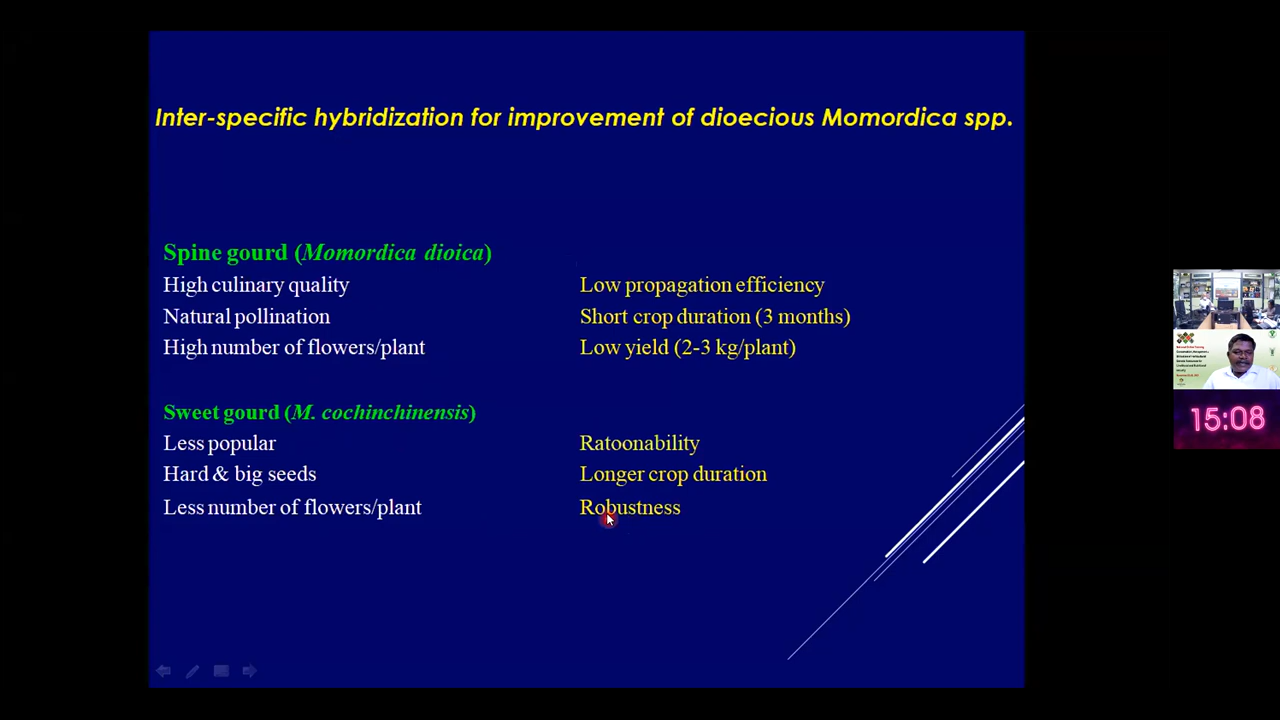 Inter-specific hybridization for improvement of dioecious Momordica spp.
Spine gourd (Momordica dioica)
High culinary quality
Low propagation efficiency
Natural pollination
Short crop duration (3 months)
High number of flowers/plant
Low yield (2-3 kg/plant)
Sweet gourd (M. cochinchinensis)
Less popular
Ratoonability
Hard & big seeds
Longer crop duration
Less number of flowers/plant
Robustness
15:08